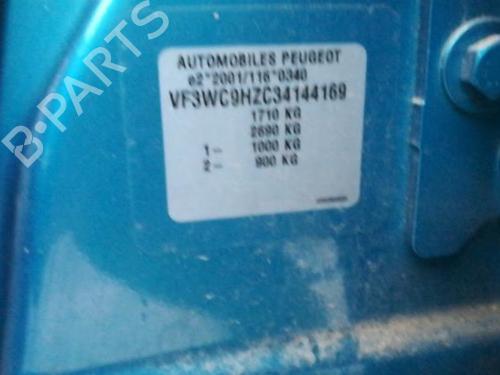 AUTOMOBILES PEUGEOT
e2*2001/116*0340
VF3WC9HZC34144169
1710 KG
2690 KG
1- 1000 KG
2- 900 KG
B-PARTS